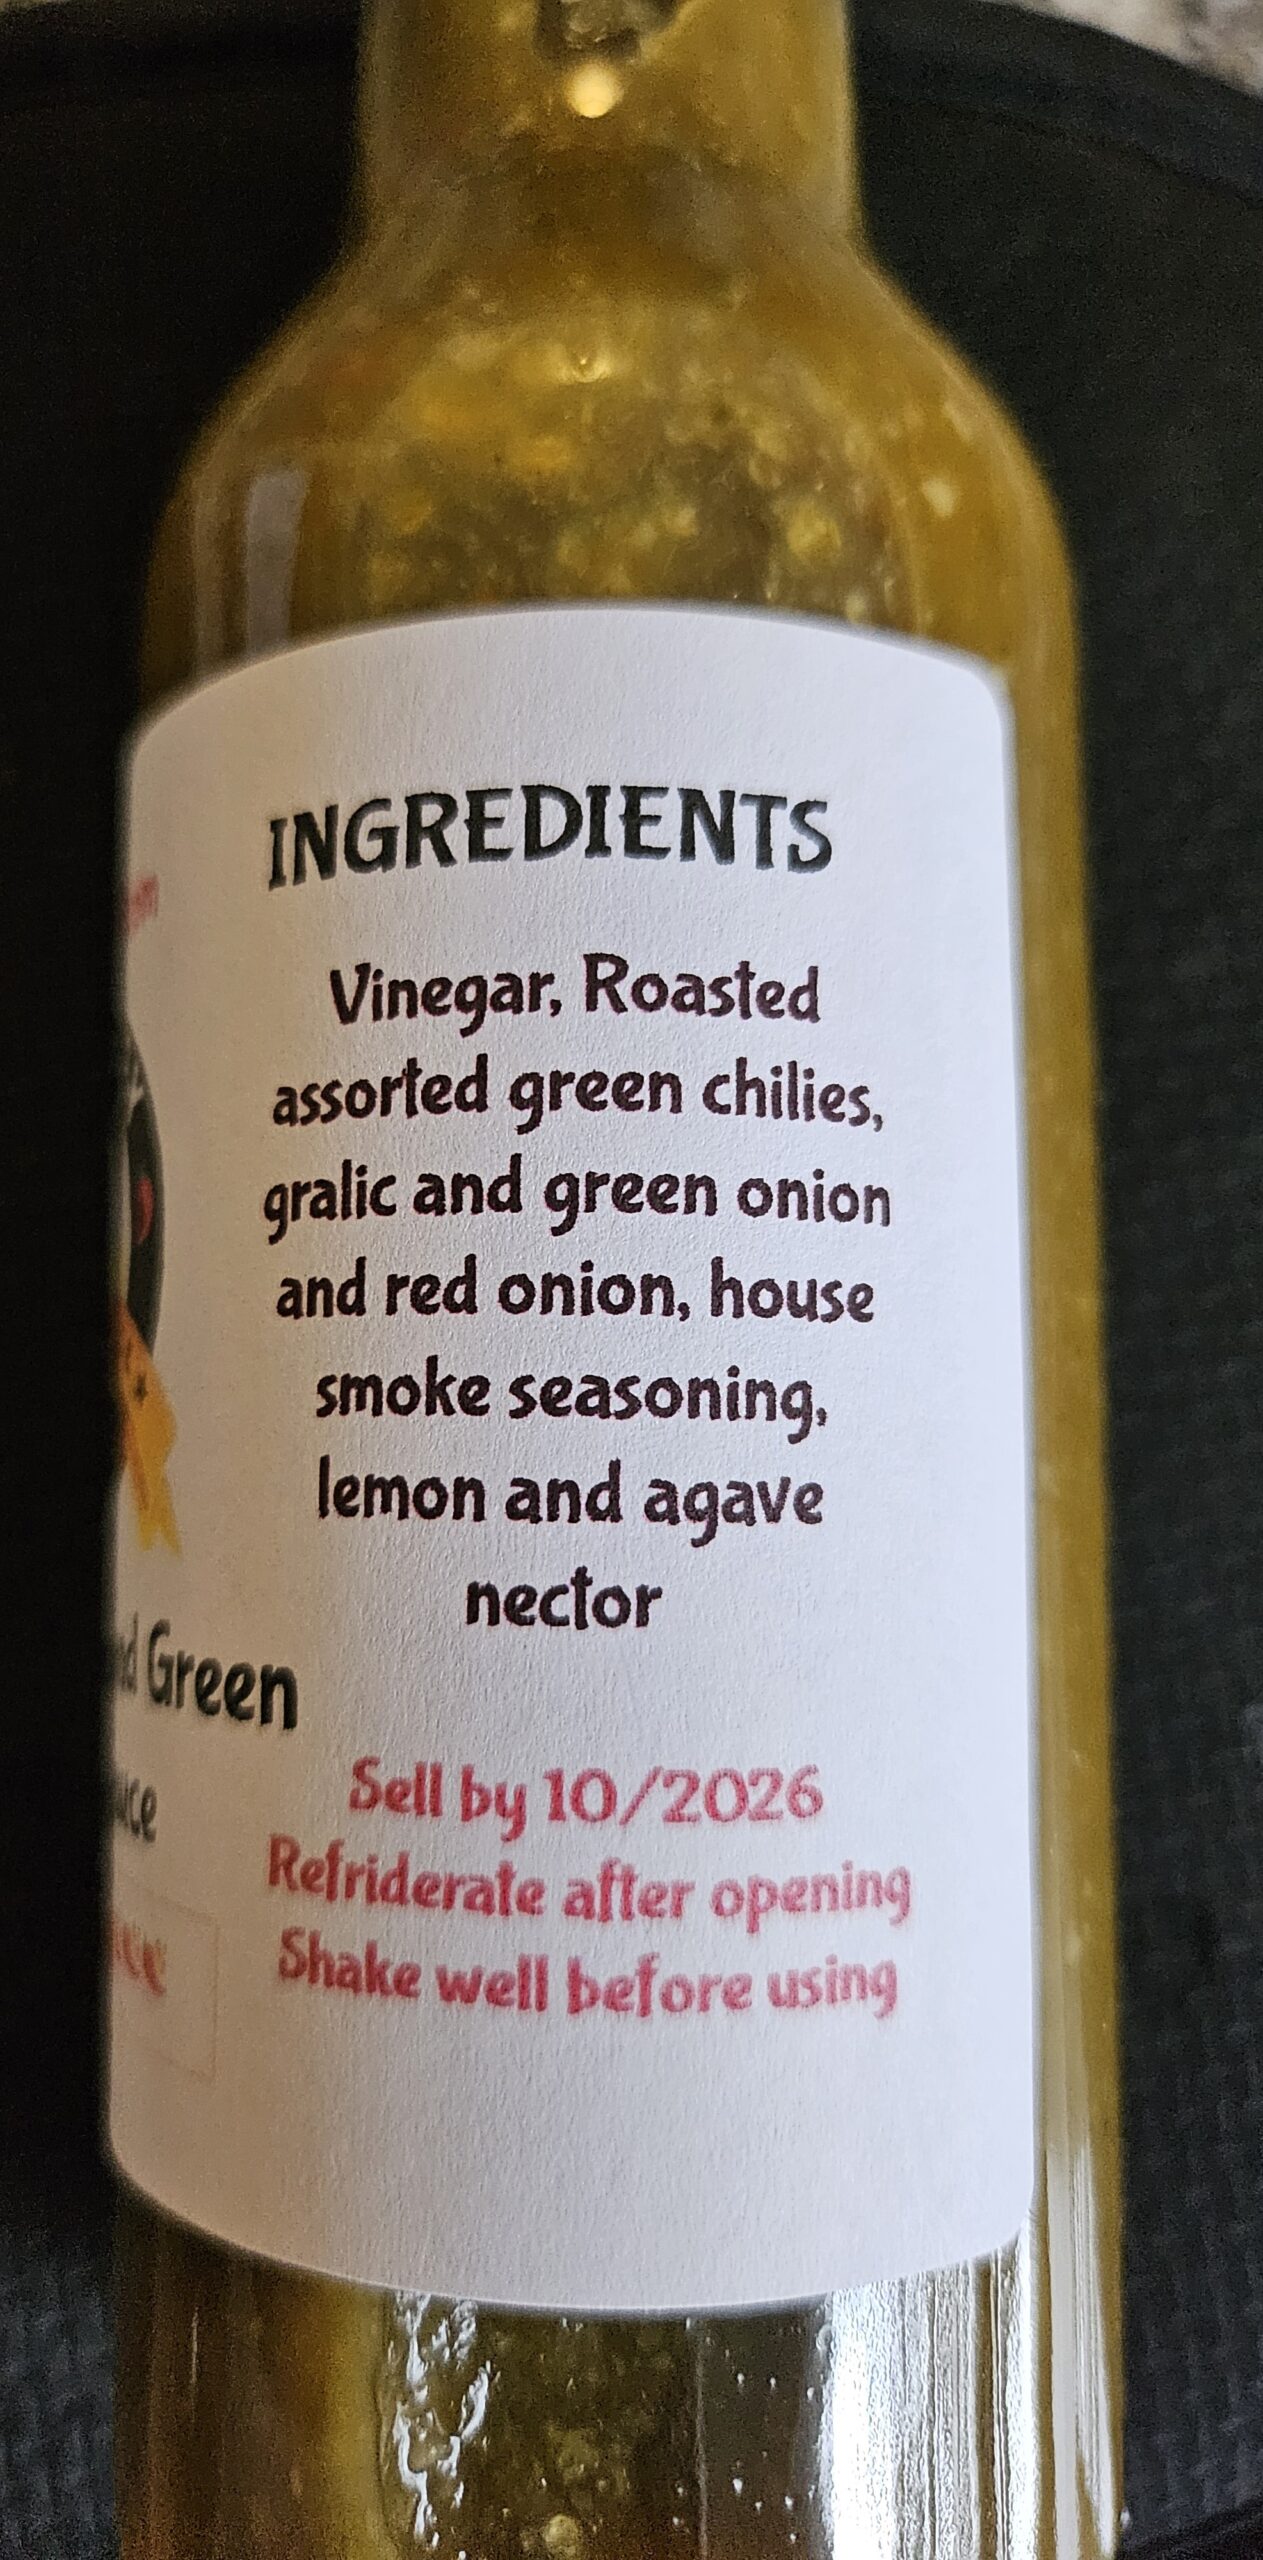 INGREDIENTS
Vinegar, Roasted
assorted green chilies,
gralic and green onion
and red onion, house
smoke seasoning,
lemon and agave
nector
Green
Sell by 10/2026
Refriderate after opening
Shake well before using